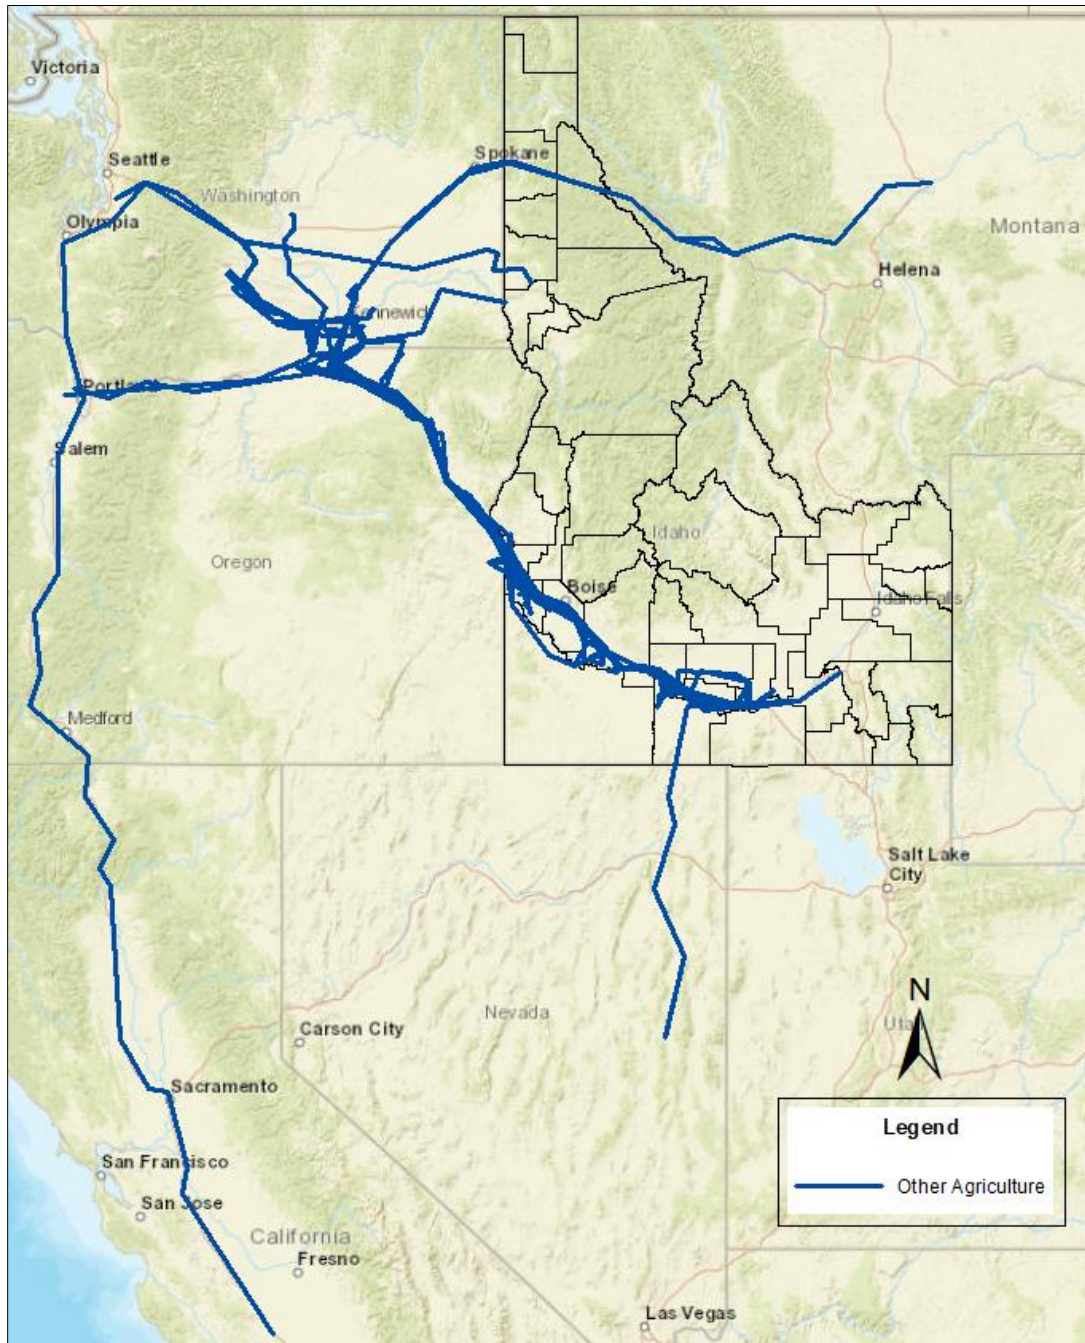 Victoria
Seattle
Spokane
Washington
Olympia
Montana
Helena
Kennewick
Portland
Salem
Idaho
Oregon
Boise
Idaho Falls
Medford
Salt Lake
City
N
Nevada
Utah
Carson City
Sacramento
Legend
San Francisco
Other Agriculture
San Jose
California
Fresno
Las Vegas